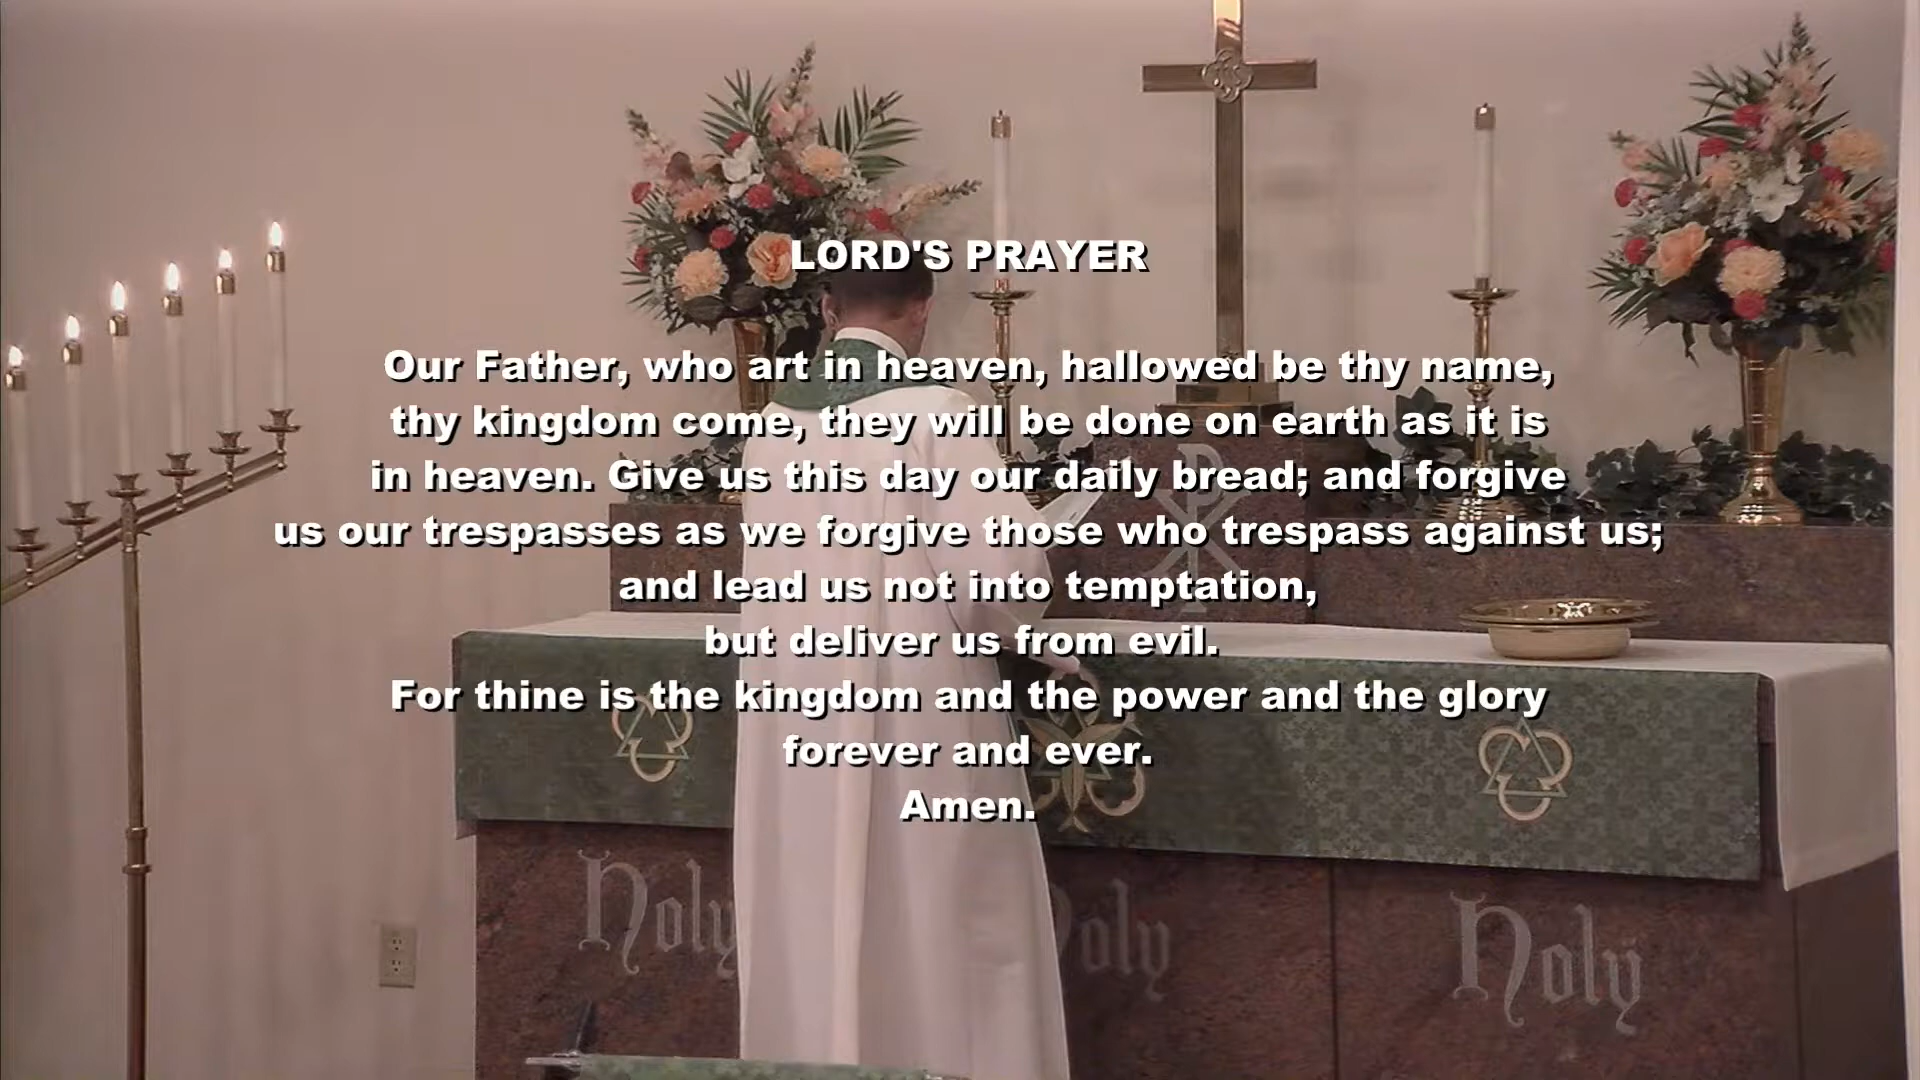 LORD'S PRAYER
Our Father, who art in heaven, hallowed be thy name,
thy kingdom come, they will be done on earth as it is
in heaven. Give us this day our daily bread; and forgive
us our trespasses as we forgive those who trespass against us;
and lead us not into temptation,
but deliver us from evil.
For thine is the kingdom and the power and the glory
forever and ever.
Amen.
Holy Holy Holy